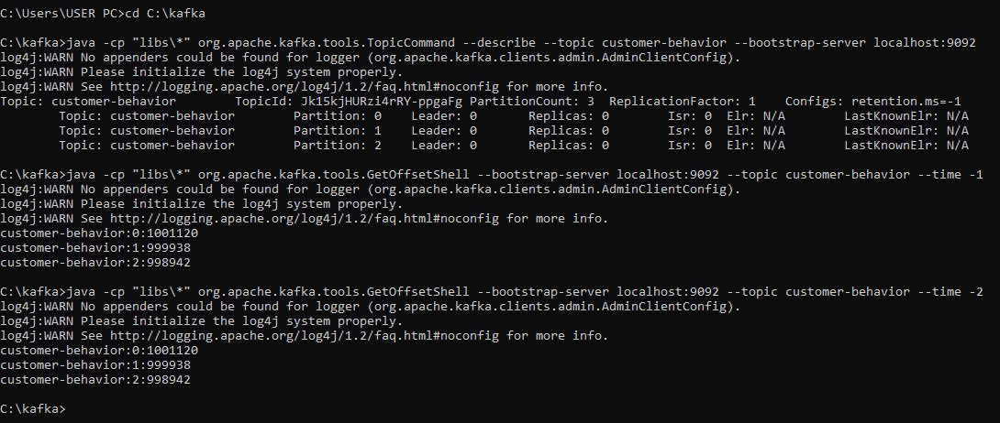 C:\Users\USER PC>cd C:\kafka
C:\kafka>java -cp "libs\*" org.apache.kafka.tools.TopicCommand --describe --topic customer-behavior --bootstrap-server localhost:9092
log4j:WARN No appenders could be found for logger (org.apache.kafka.clients.admin.AdminClientConfig).
log4j:WARN Please initialize the log4j system properly.
log4j:WARN See http://logging.apache.org/log4j/1.2/faq.html#noconfig for more info.
Topic: customer-behavior TopicId: Jk15kjHURzi4rRY-ppgaFg PartitionCount: 3 ReplicationFactor: 1 Configs: retention.ms=-1
Topic: customer-behavior Partition: 0 Leader: 0 Replicas: 0 Isr: 0 Elr: N/A LastKnownElr: N/A
Topic: customer-behavior Partition: 1 Leader: 0 Replicas: 0 Isr: 0 Elr: N/A LastKnownElr: N/A
Topic: customer-behavior Partition: 2 Leader: 0 Replicas: 0 Isr: 0 Elr: N/A LastKnownElr: N/A
C:\kafka>java -cp "libs\*" org.apache.kafka.tools.GetOffsetShell --bootstrap-server localhost:9092 --topic customer-behavior --time -1
log4j:WARN No appenders could be found for logger (org.apache.kafka.clients.admin.AdminClientConfig).
log4j:WARN Please initialize the log4j system properly.
log4j:WARN See http://logging.apache.org/log4j/1.2/faq.html#noconfig for more info.
customer-behavior:0:1001120
customer-behavior:1:999938
customer-behavior:2:998942
C:\kafka>java -cp "libs\*" org.apache.kafka.tools.GetOffsetShell --bootstrap-server localhost:9092 --topic customer-behavior --time -2
log4j:WARN No appenders could be found for logger (org.apache.kafka.clients.admin.AdminClientConfig).
log4j:WARN Please initialize the log4j system properly.
log4j:WARN See http://logging.apache.org/log4j/1.2/faq.html#noconfig for more info.
customer-behavior:0:1001120
customer-behavior:1:999938
customer-behavior:2:998942
C:\kafka>